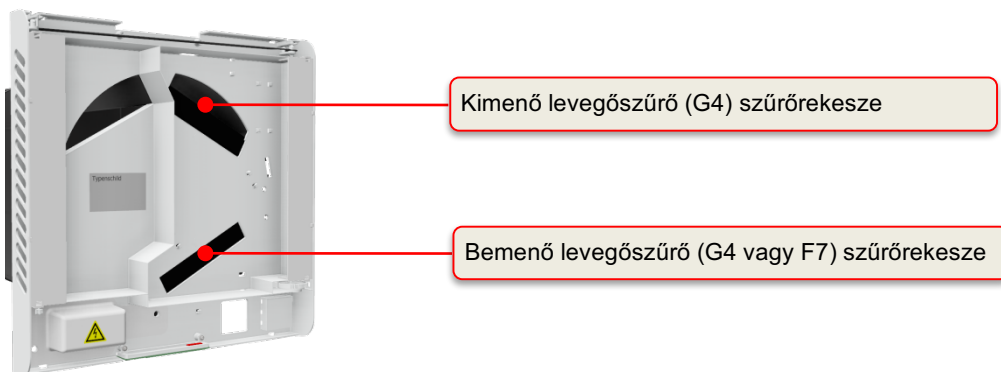 Kimenő levegőszűrő (G4) szűrőrekesze
Typenschild
Bemenő levegőszűrő (G4 vagy F7) szűrőrekesze